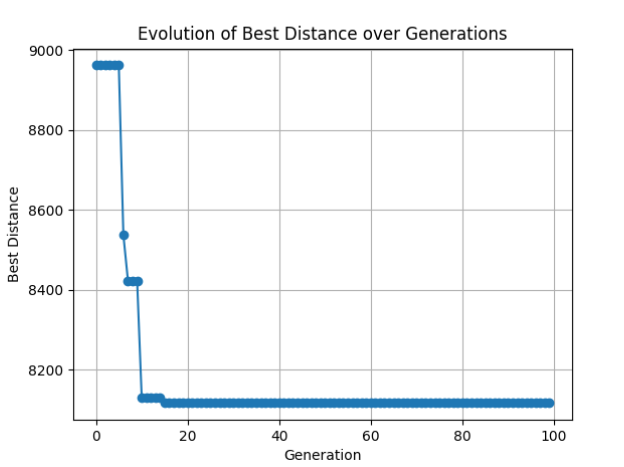 Evolution of Best Distance over Generations
9000
8800
8600
8400
8200
Best Distance
0 20 40 60 80 100
Generation